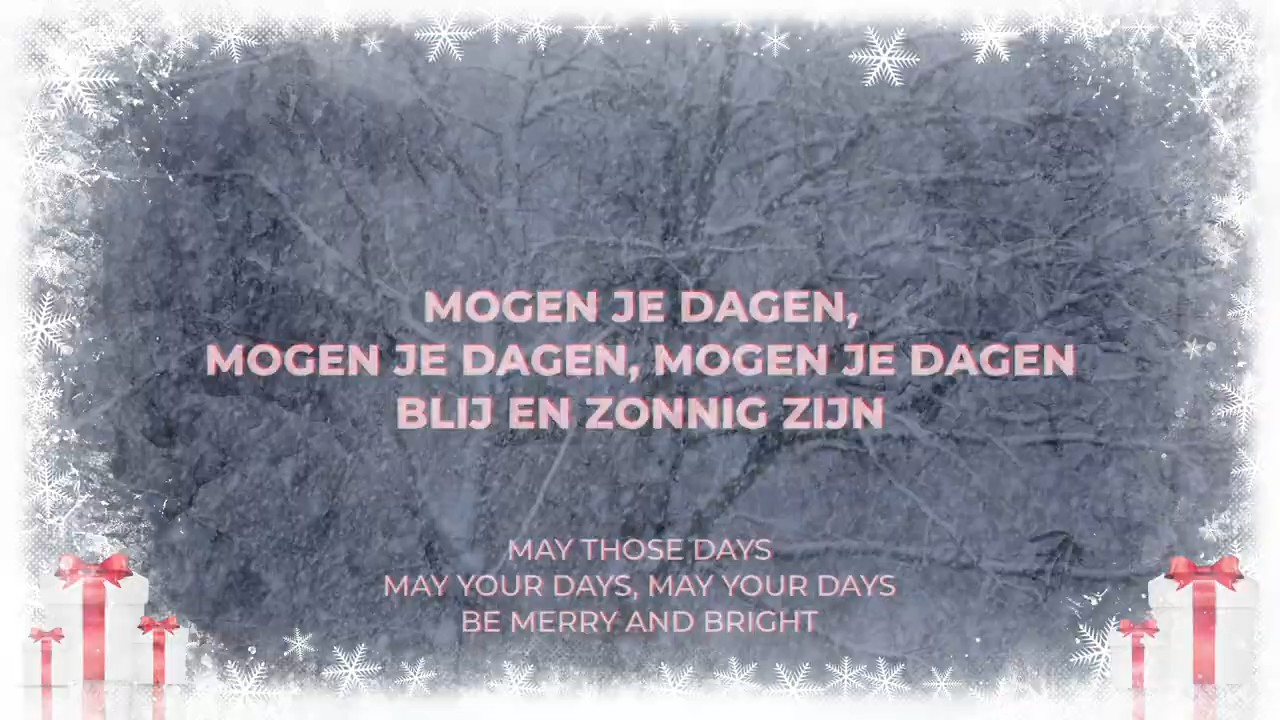 MOGEN JE DAGEN,
MOGEN JE DAGEN, MOGEN JE DAGEN
BLIJ EN ZONNIG ZIJN
MAY THOSE DAYS
MAY YOUR DAYS, MAY YOUR DAYS
BE MERRY AND BRIGHT